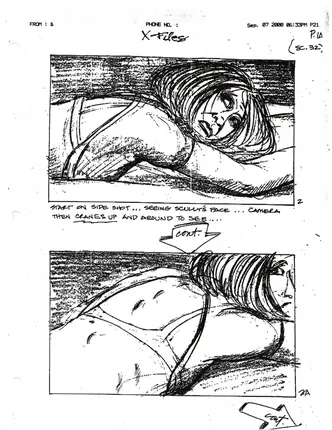 FROM : &
PHONE NO. :
Sep. 07 2000 06:33PM P21
X-Files
P.10
(SC. 32)
2
START ON SIDE SHOT... SEEING SCULLY'S FACE... CAMERA
THEN CRANES UP AND AROUND TO SEE....
cont.
2A
cont.